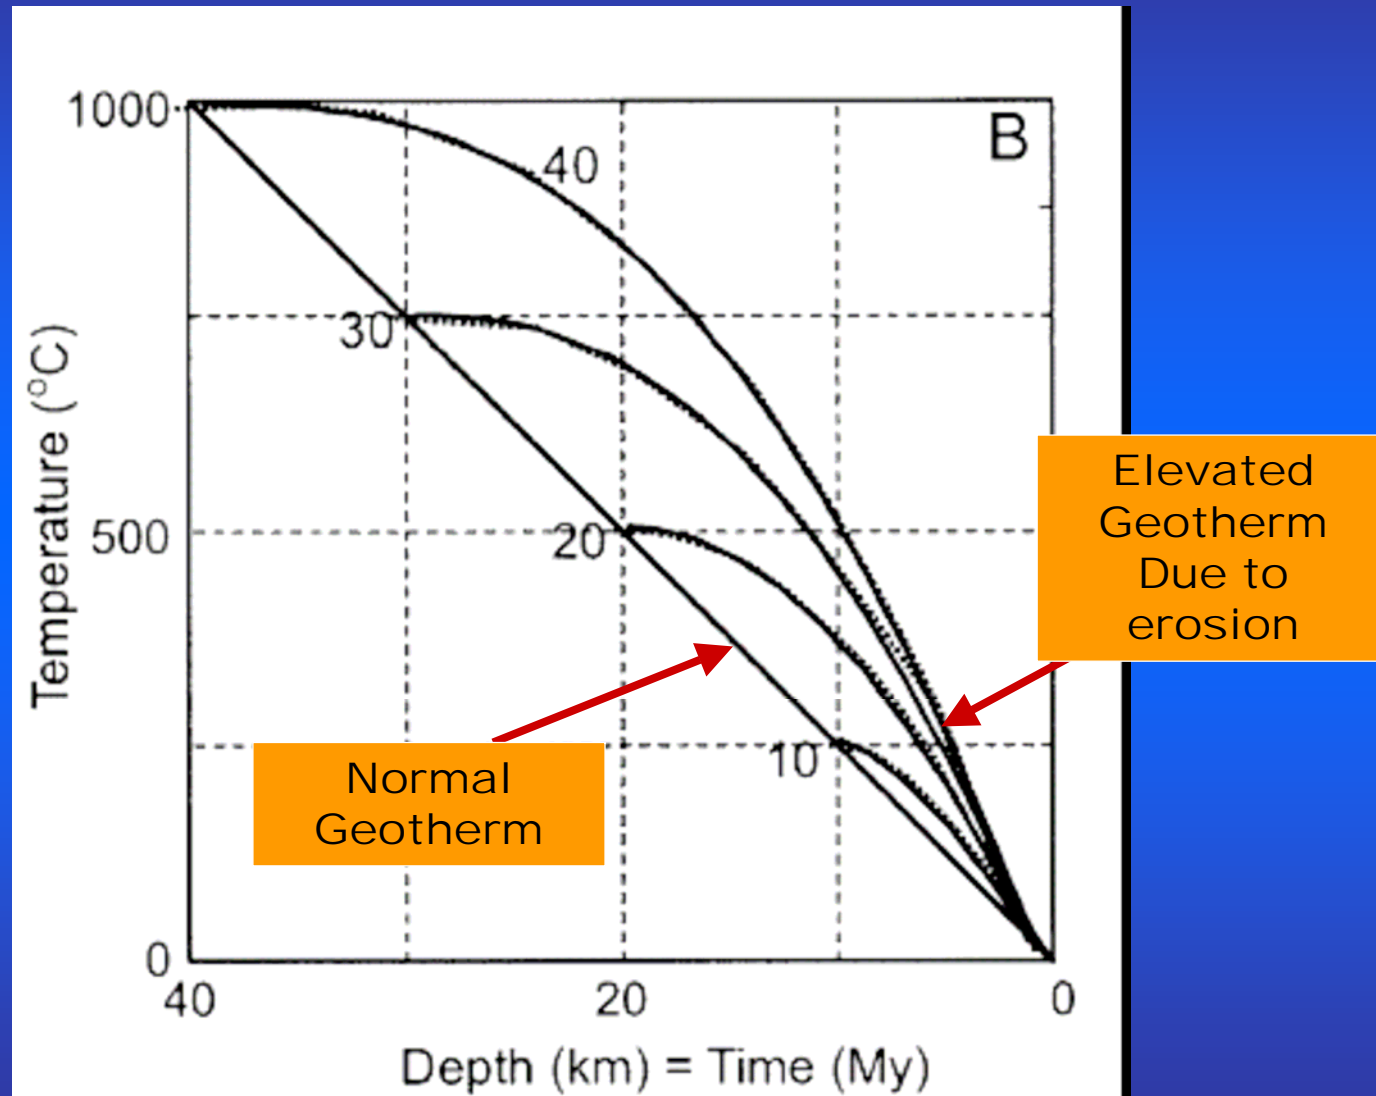 B
1000
40
30
Temperature (°C)
500
20
Elevated
Geotherm
Due to
erosion
10
Normal
Geotherm
0
40
20
0
Depth (km) = Time (My)